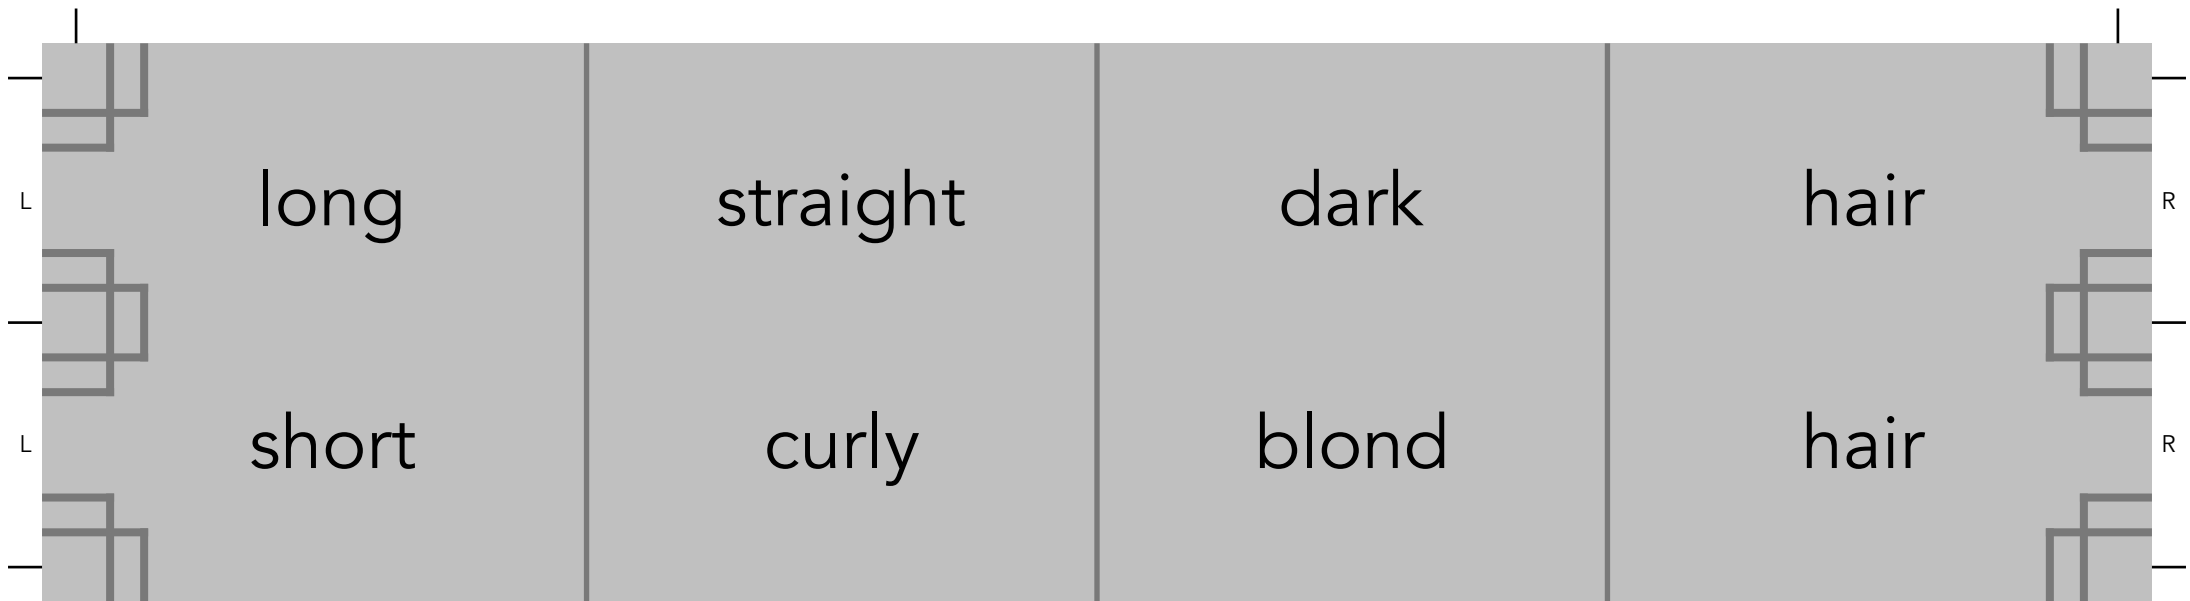 L long straight dark hair R
L short curly blond hair R